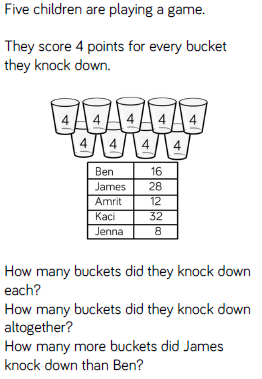 Five children are playing a game.
They score 4 points for every bucket
they knock down.
4 4 4 4 4
4 4 4 4
Ben 16
James 28
Amrit 12
Kaci 32
Jenna 8
How many buckets did they knock down
each?
How many buckets did they knock down
altogether?
How many more buckets did James
knock down than Ben?